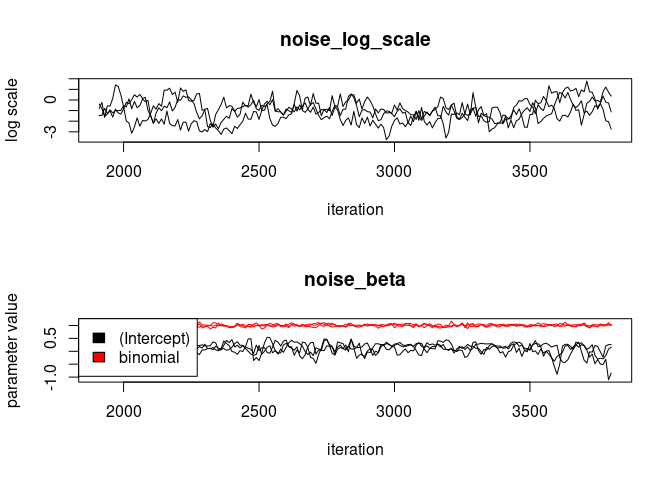 noise_log_scale
log scale
0
-3
2000 2500 3000 3500
iteration
noise_beta
parameter value
0.5
-1.0
(Intercept)
binomial
2000 2500 3000 3500
iteration